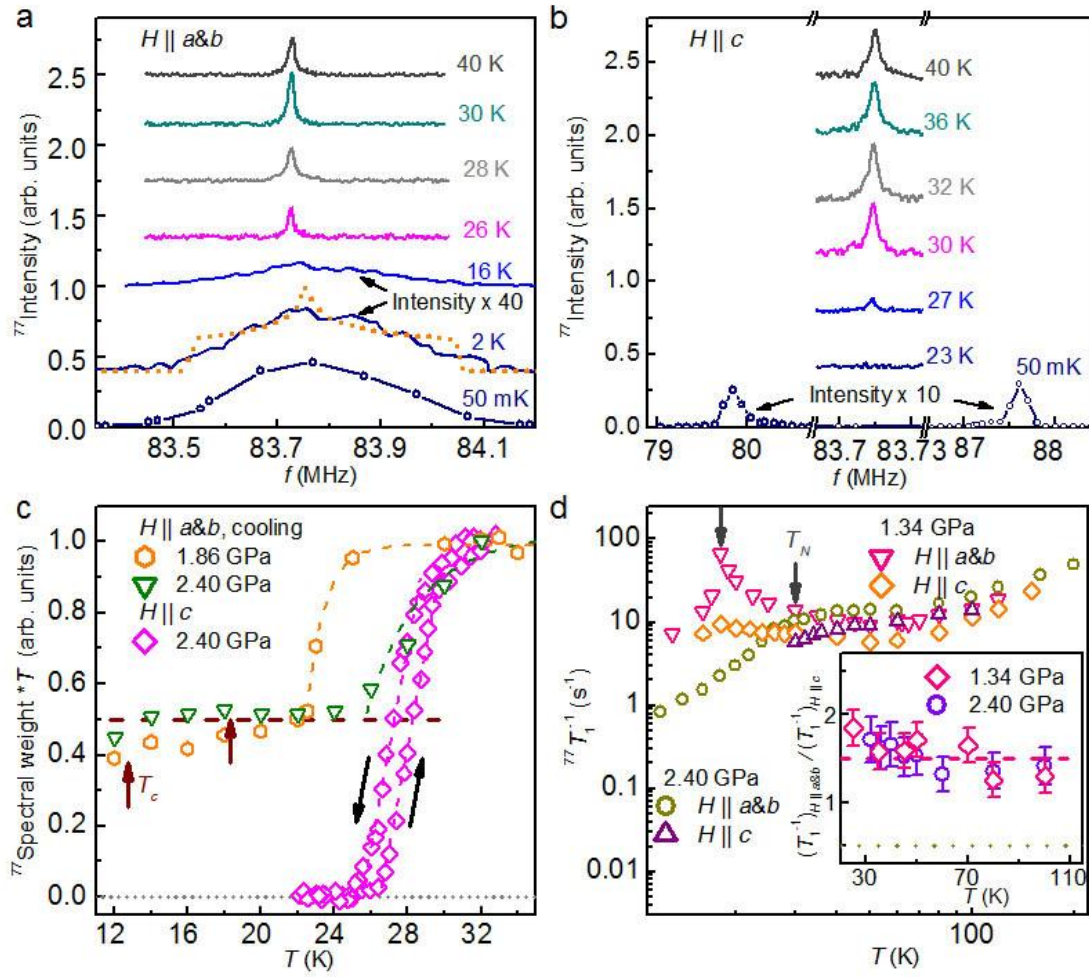 a
H || a&b
40 K
30 K
28 K
26 K
16 K
Intensity x 40
2 K
50 mK
2.5
2.0
1.5
1.0
0.5
0.0
83.5 83.7 83.9 84.1
f (MHz)
⁷⁷Intensity (arb. units)
b
H || c
40 K
36 K
32 K
30 K
27 K
23 K
50 mK
Intensity x 10
2.5
2.0
1.5
1.0
0.5
0.0
79 80 83.7 83.73 87 88
f (MHz)
⁷⁷Intensity (arb. units)
c
H || a&b, cooling
1.86 GPa
2.40 GPa
H || c
2.40 GPa
T_c
1.0
0.8
0.6
0.4
0.2
0.0
12 16 20 24 28 32
T (K)
⁷⁷Spectral weight *T (arb. units)
d
1.34 GPa
H || a&b
H || c
T_N
2.40 GPa
H || a&b
H || c
1000
100
10
1
0.1
0.01
100
T (K)
⁷⁷T₁⁻¹ (s⁻¹)
1.34 GPa
2.40 GPa
2
1
30 70 110
T (K)
(T₁⁻¹)_H || a&b / (T₁⁻¹)_H || c